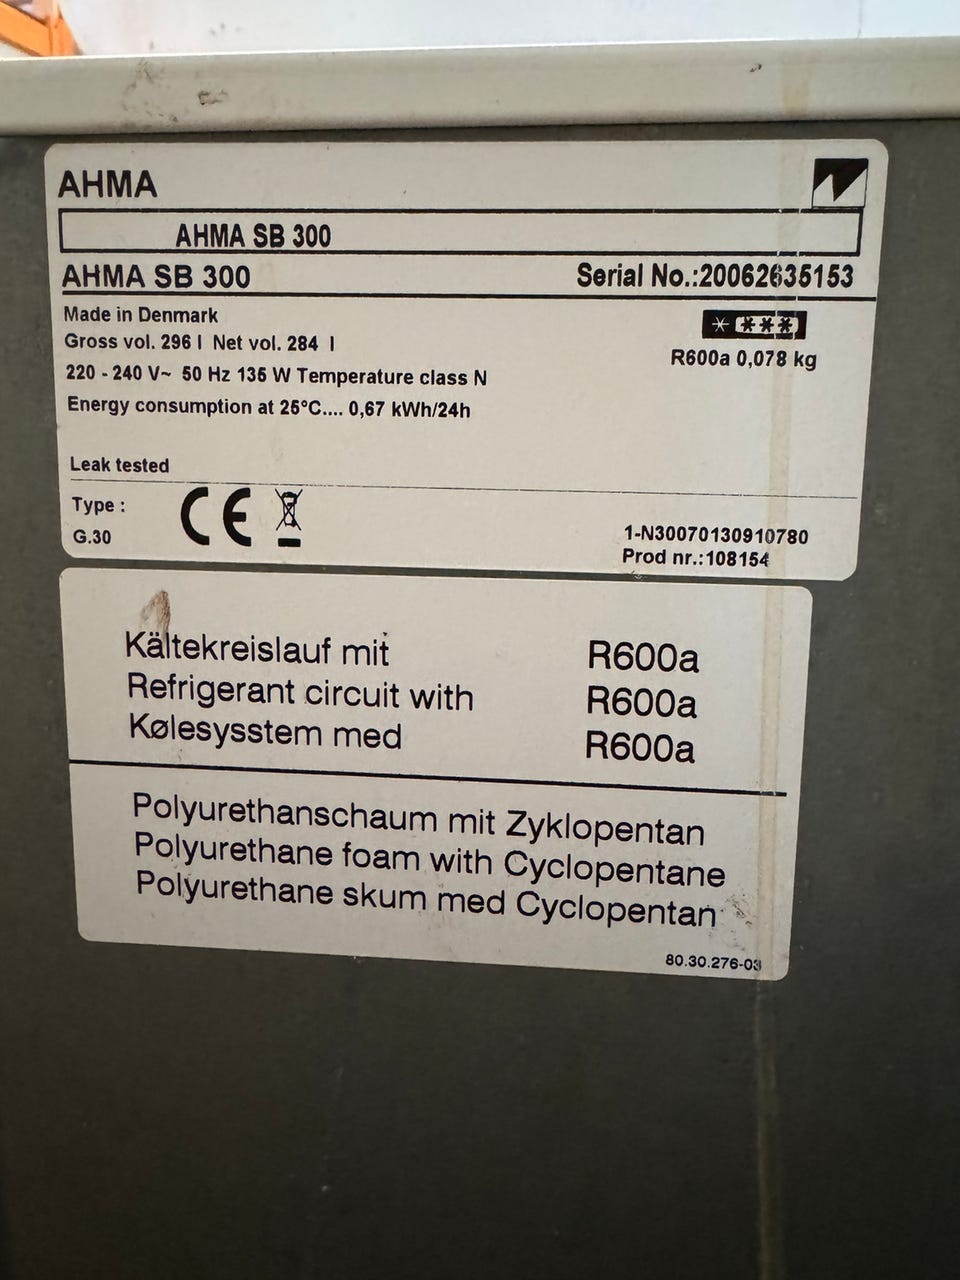 AHMA
AHMA SB 300
AHMA SB 300 Serial No.:20062635153
Made in Denmark
Gross vol. 296 l Net vol. 284 l
220 - 240 V~ 50 Hz 135 W Temperature class N
R600a 0,078 kg
Energy consumption at 25°C.... 0,67 kWh/24h
Leak tested
Type :
CE
G.30
1-N30070130910780
Prod nr.:108154
Kältekreislauf mit R600a
Refrigerant circuit with R600a
Kølesysstem med R600a
Polyurethanschaum mit Zyklopentan
Polyurethane foam with Cyclopentane
Polyurethane skum med Cyclopentan
80.30.276-03